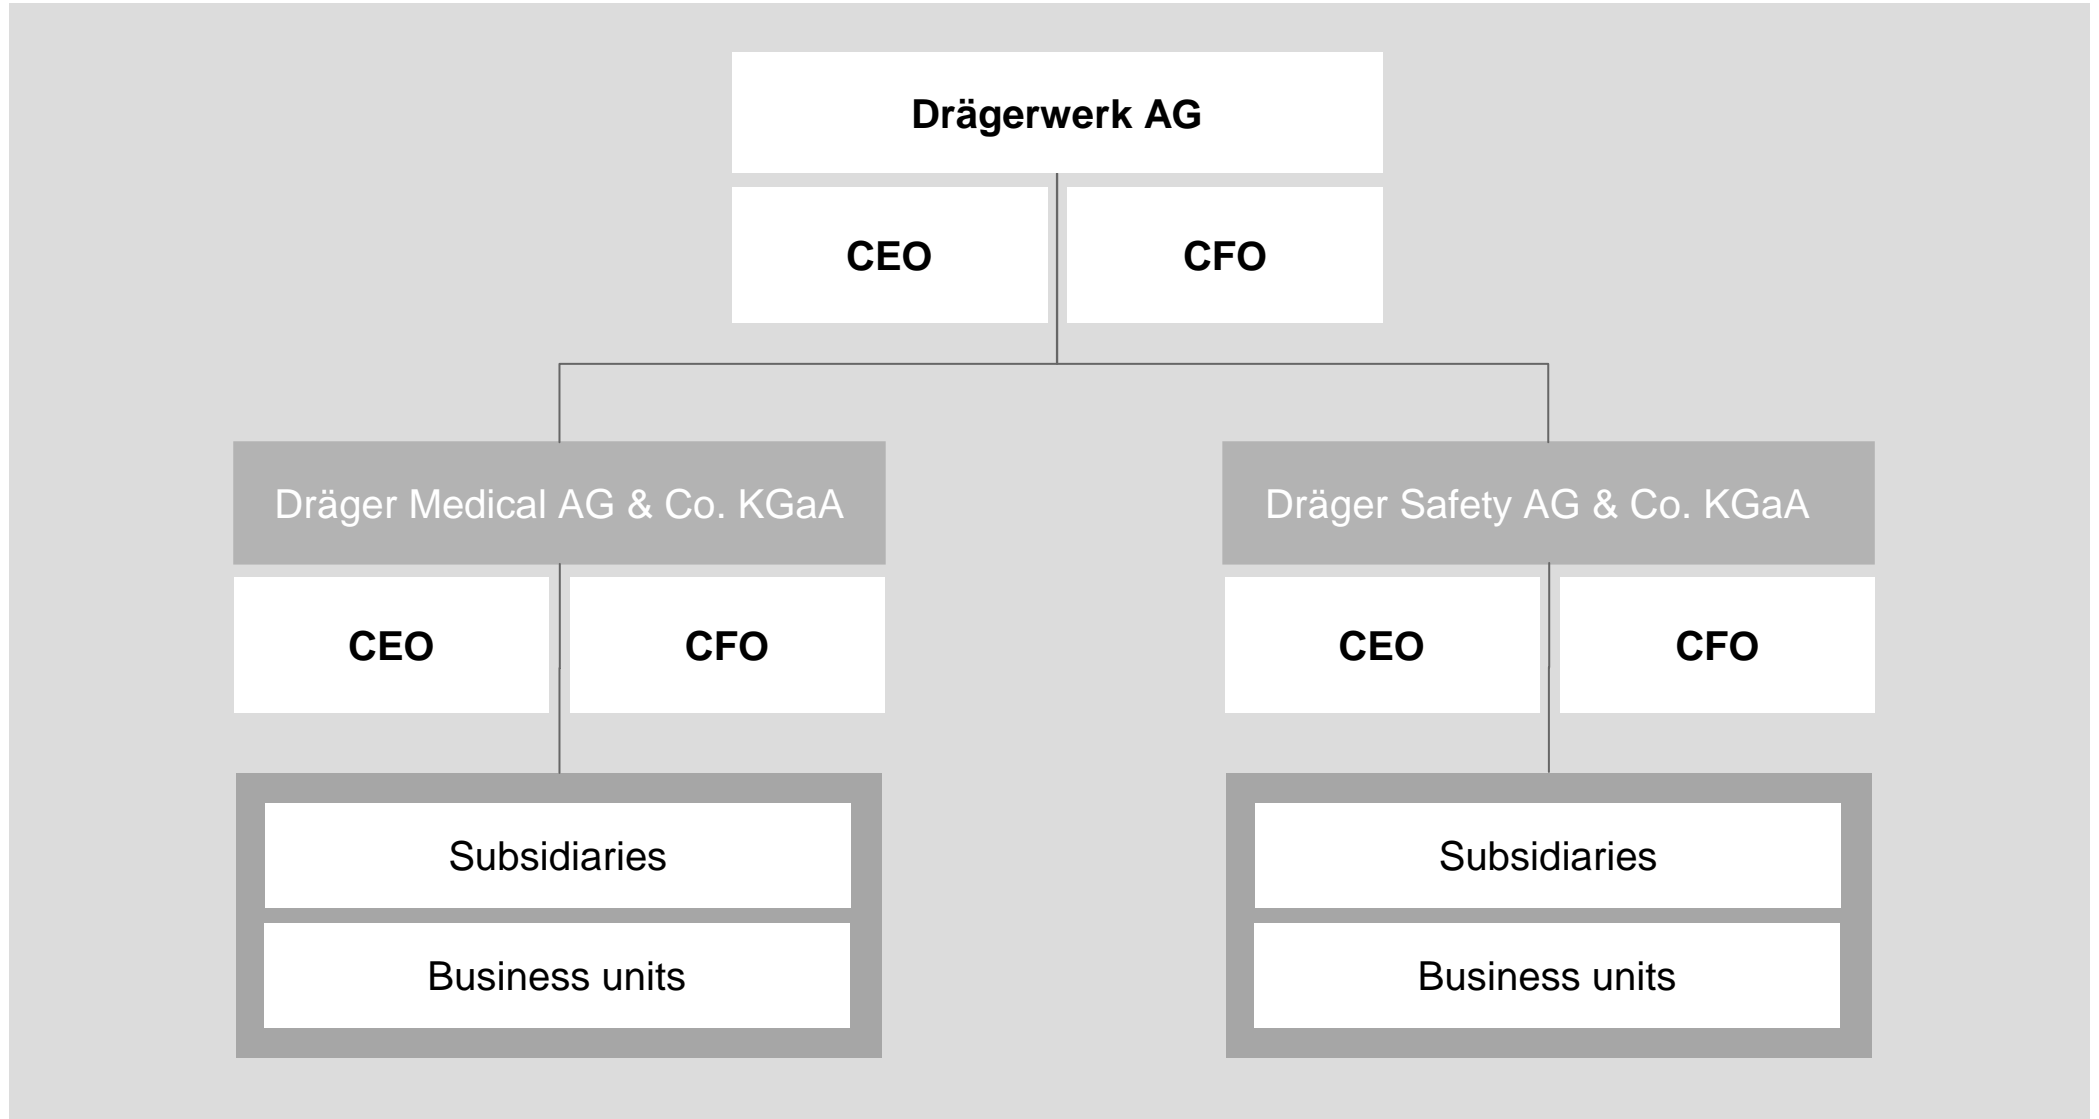 Drägerwerk AG
CEO
CFO
Dräger Medical AG & Co. KGaA
Dräger Safety AG & Co. KGaA
CEO
CFO
CEO
CFO
Subsidiaries
Subsidiaries
Business units
Business units